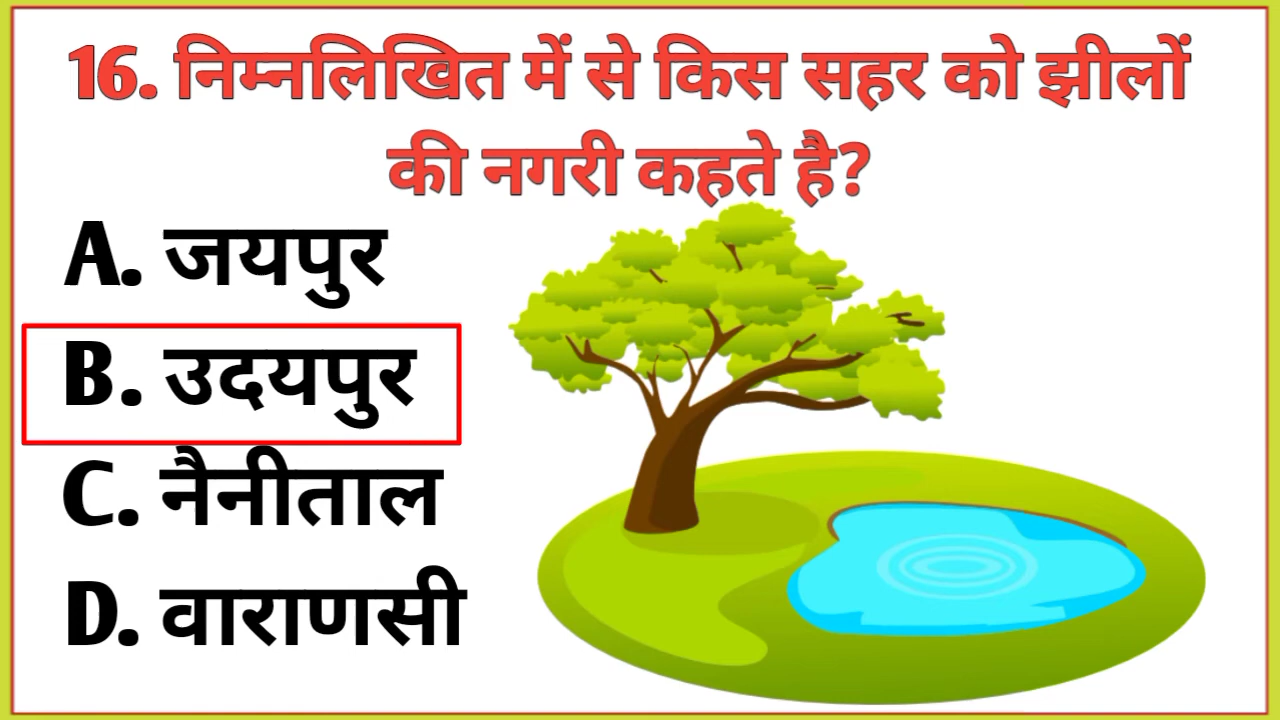 16. निम्नलिखित में से किस सहर को झीलों
की नगरी कहते है?
A. जयपुर
B. उदयपुर
C. नैनीताल
D. वाराणसी